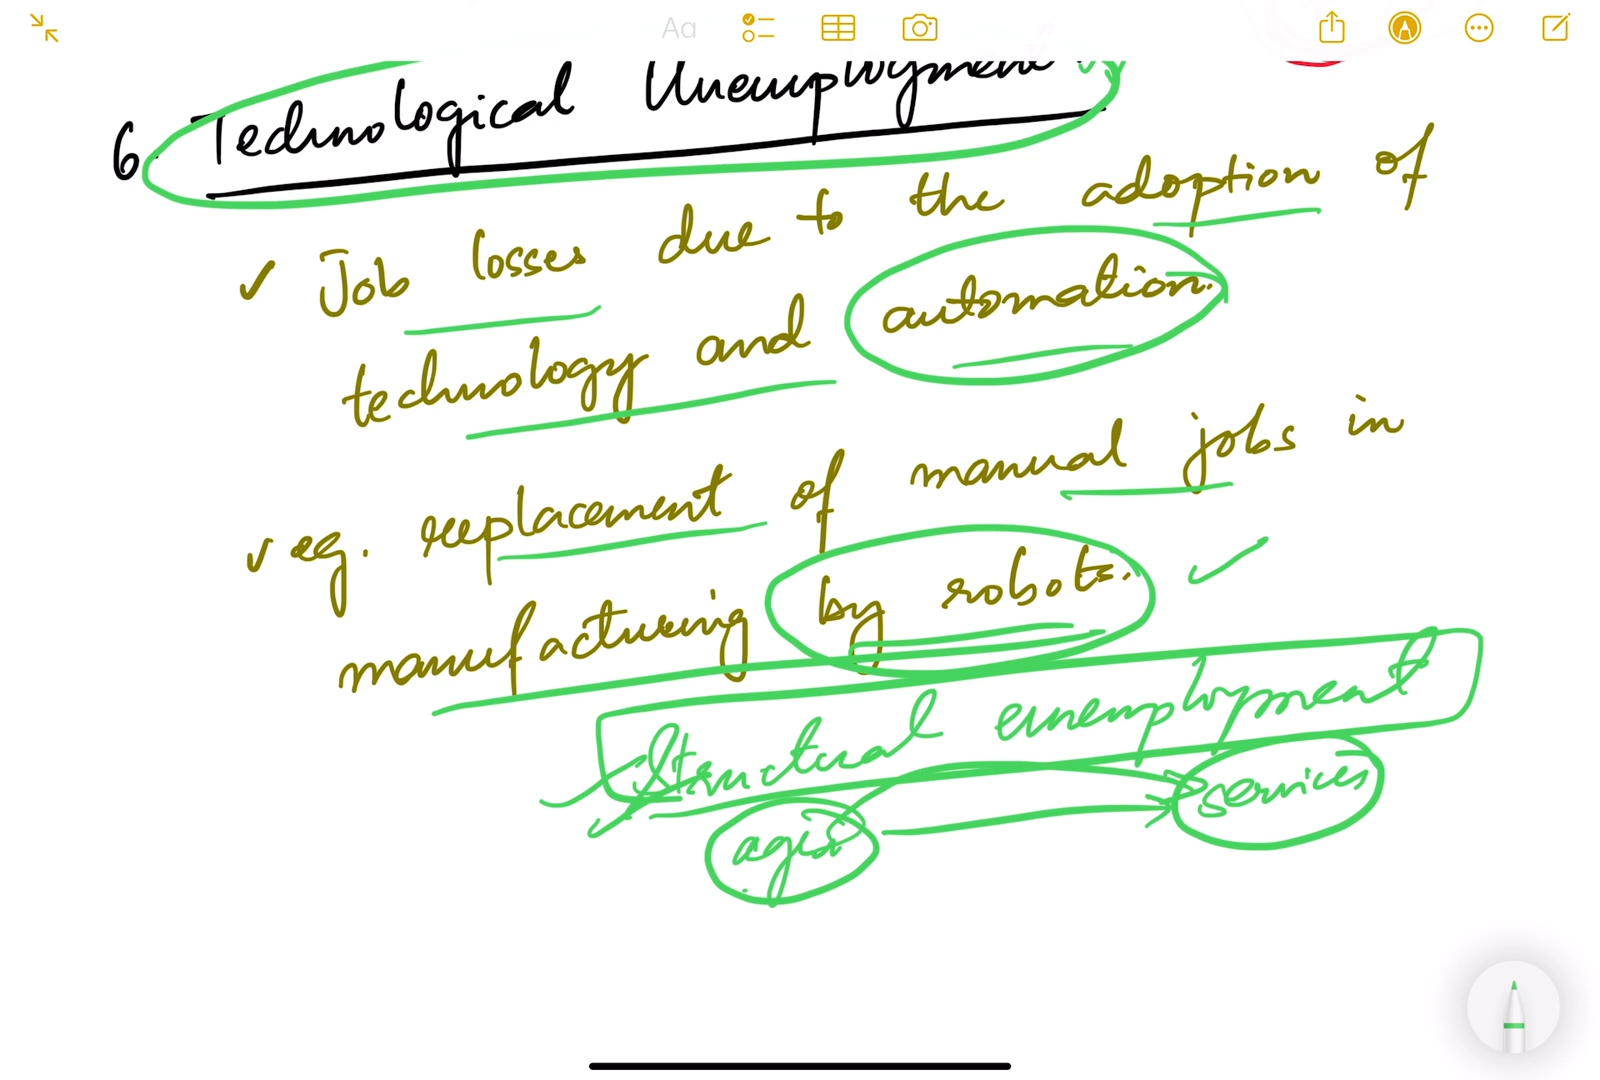 Aa
6. Technological Unemployment
✓ Job losses due to the adoption of
technology and automation.
✓ eg. replacement of manual jobs in
manufacturing by robots.
Structural unemployment
agri services